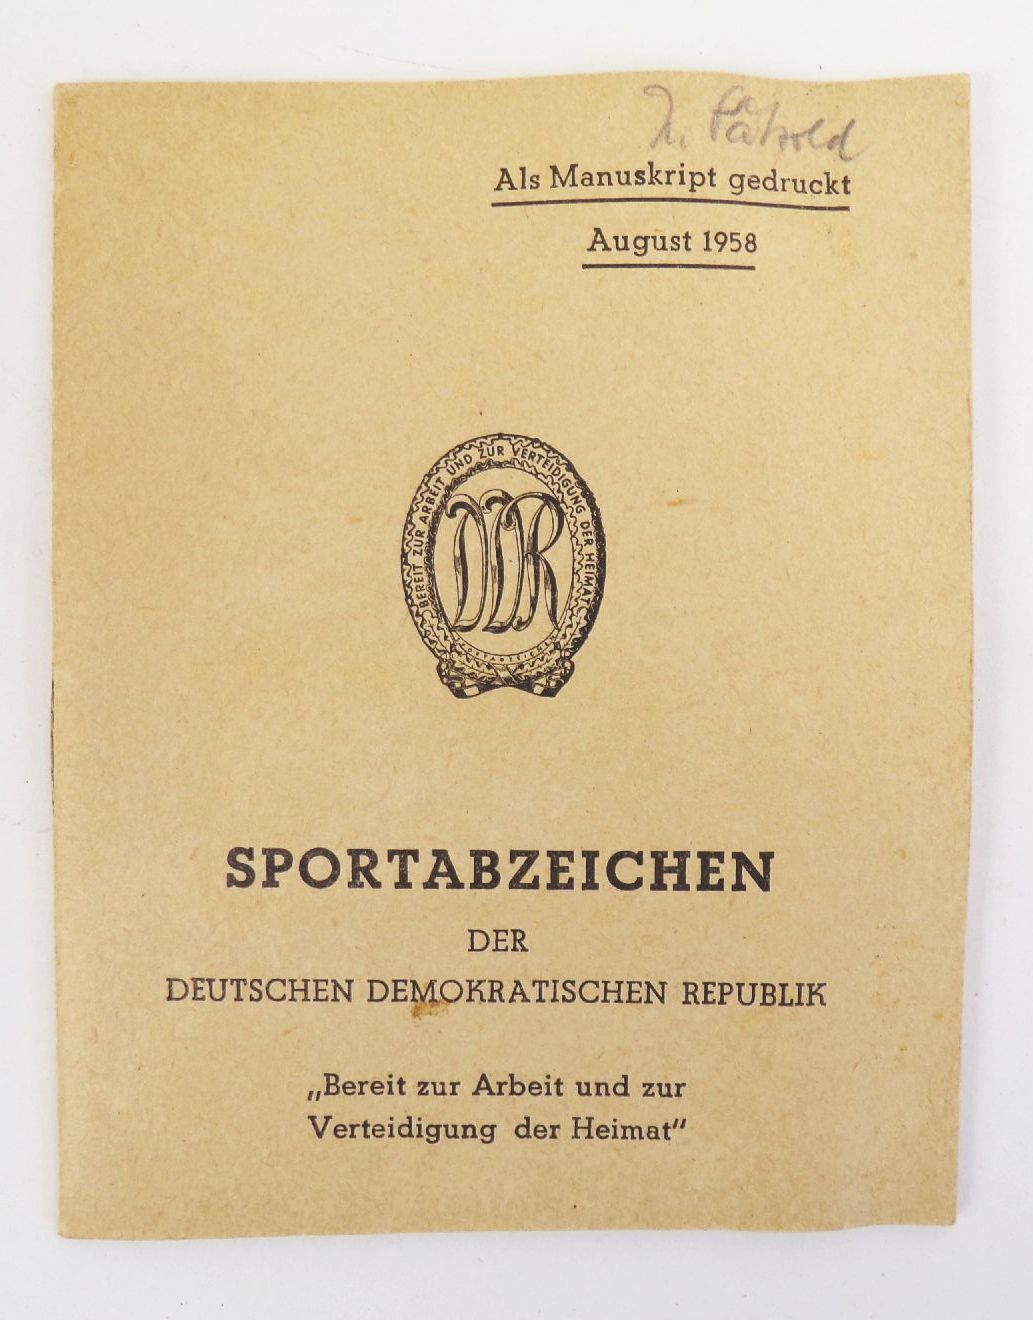 Als Manuskript gedruckt
August 1958
BEREIT ZUR ARBEIT UND ZUR VERTEIDIGUNG DER HEIMAT
DDR
SPORTABZEICHEN
SPORTABZEICHEN
DER
DEUTSCHEN DEMOKRATISCHEN REPUBLIK
„Bereit zur Arbeit und zur
Verteidigung der Heimat"